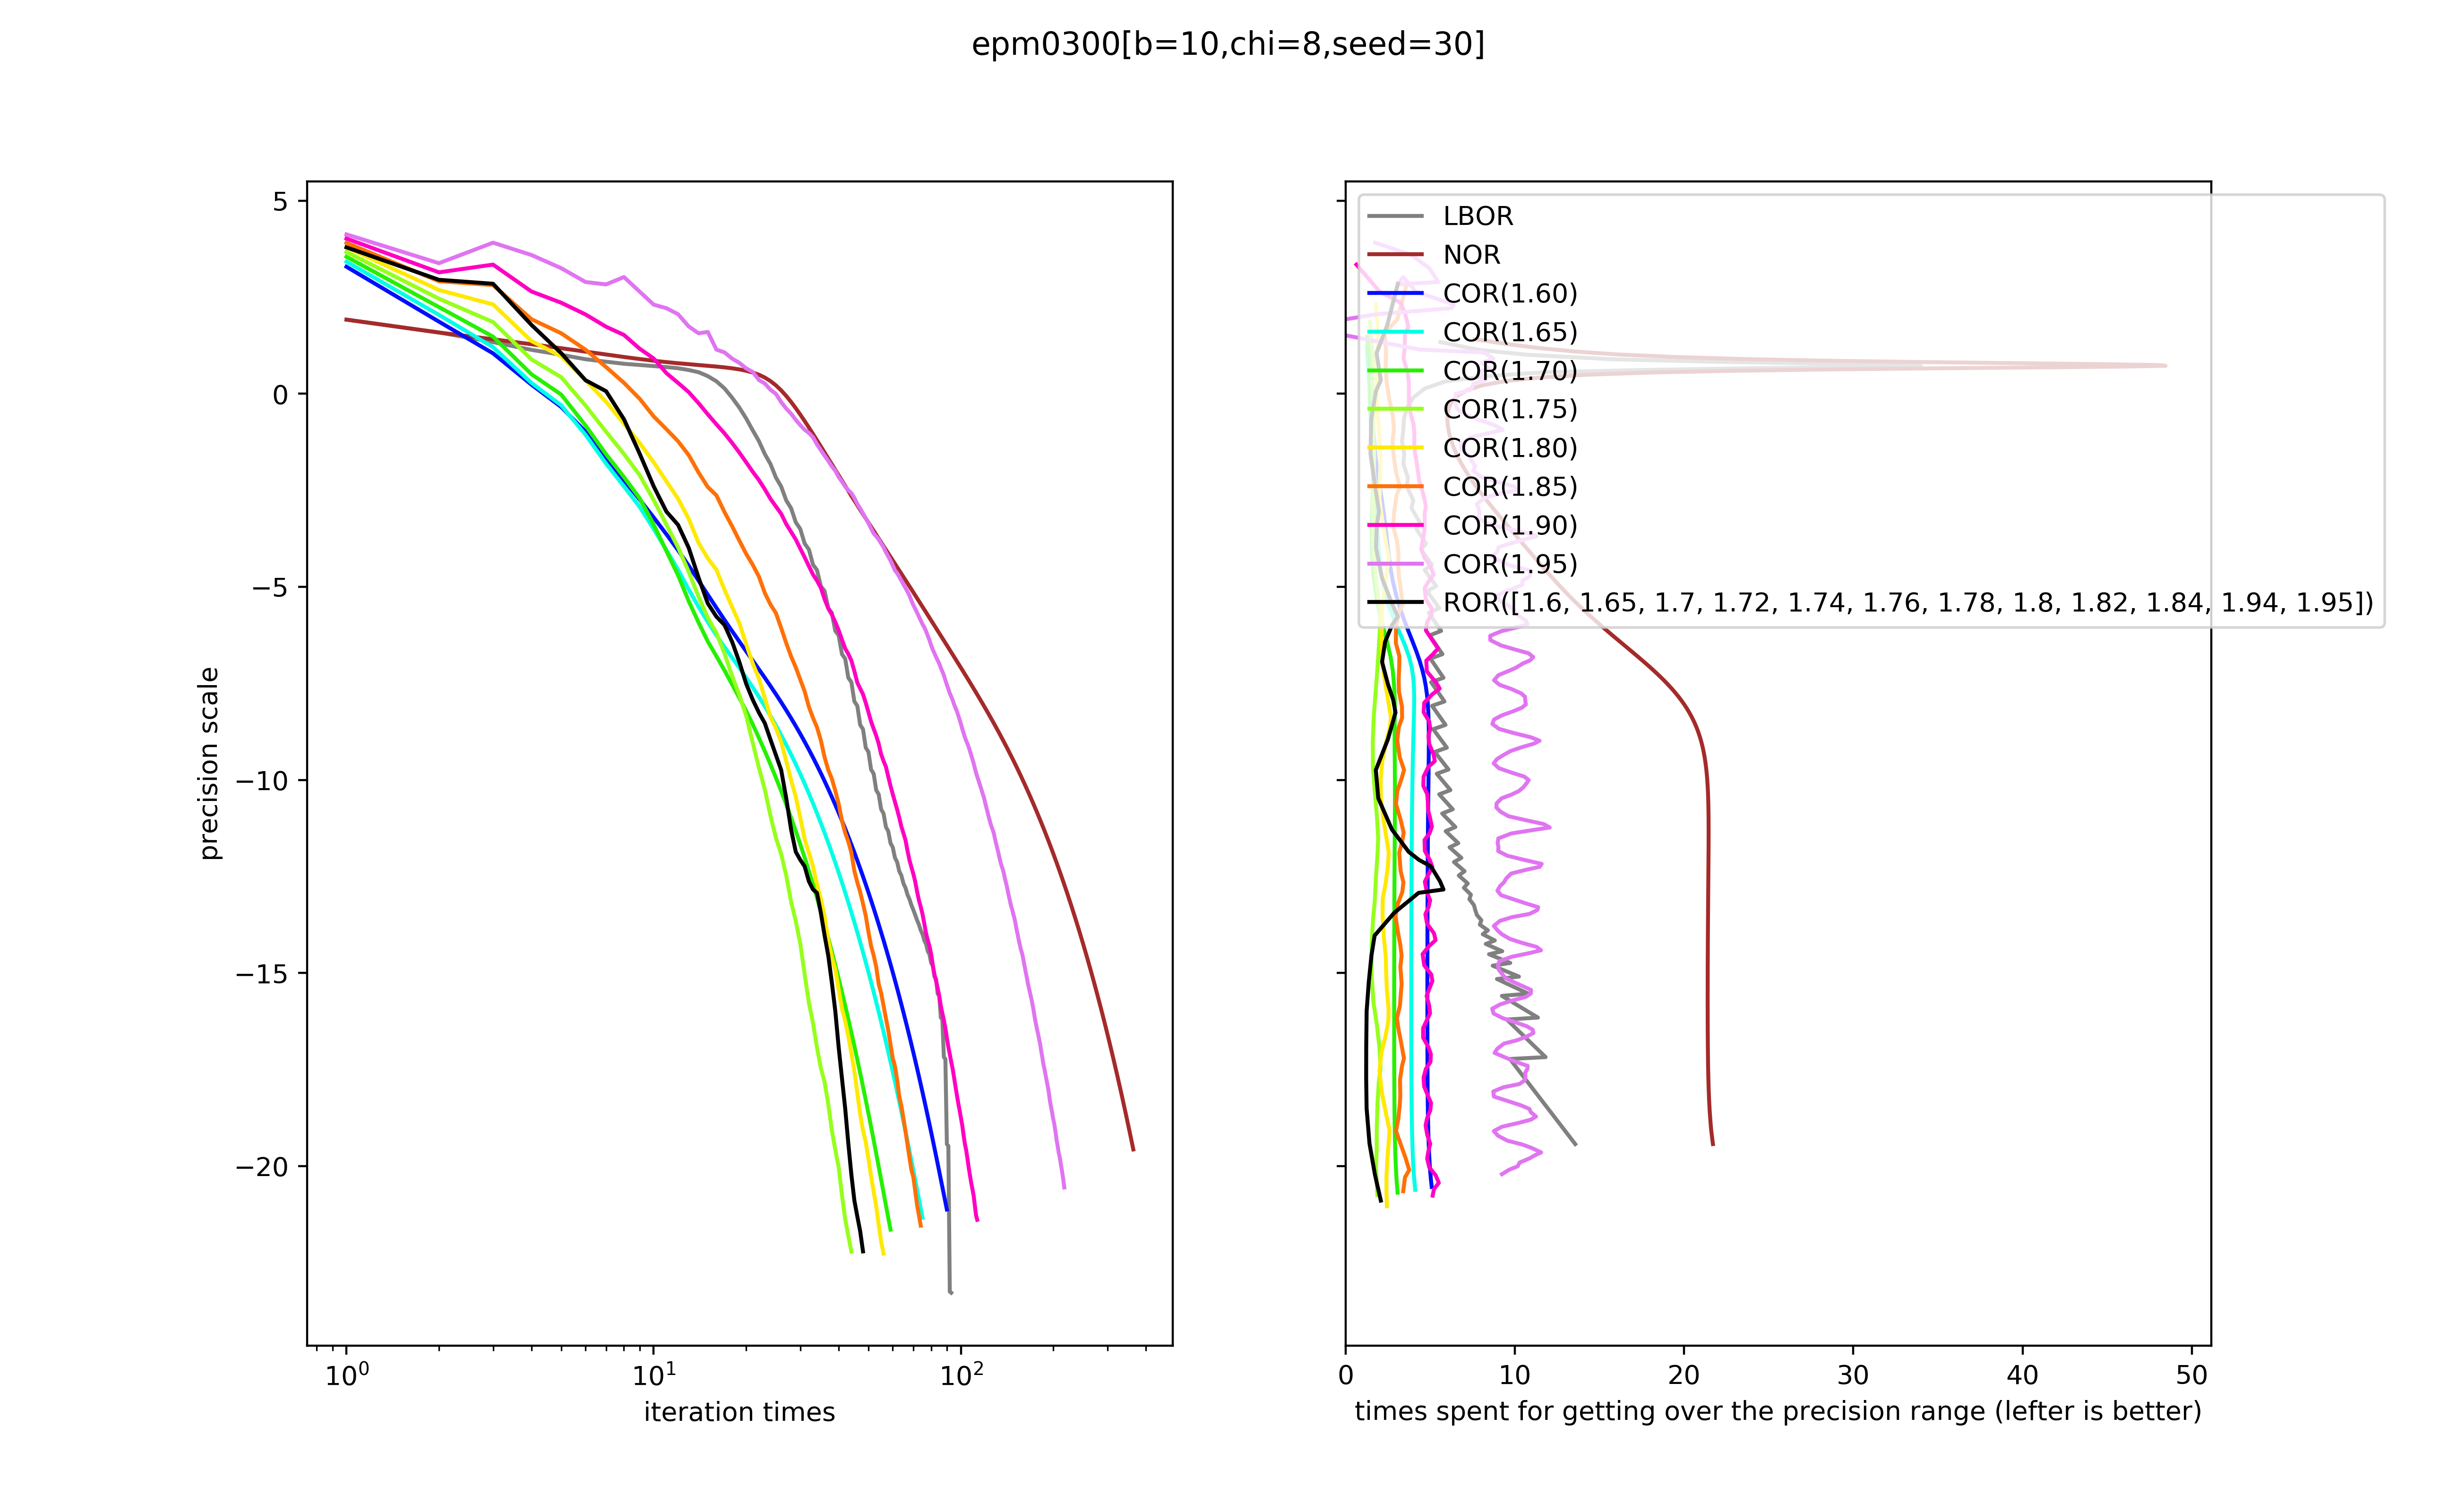 epm0300[b=10,chi=8,seed=30]
5
0
−5
−10
−15
−20
precision scale
10⁰
10¹
10²
iteration times
LBOR
NOR
COR(1.60)
COR(1.65)
COR(1.70)
COR(1.75)
COR(1.80)
COR(1.85)
COR(1.90)
COR(1.95)
ROR([1.6, 1.65, 1.7, 1.72, 1.74, 1.76, 1.78, 1.8, 1.82, 1.84, 1.94, 1.95])
0 10 20 30 40 50
times spent for getting over the precision range (lefter is better)